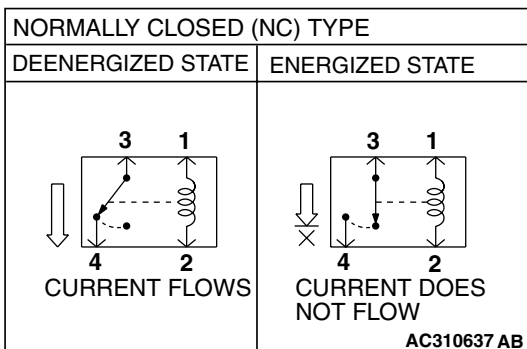 NORMALLY CLOSED (NC) TYPE
DEENERGIZED STATE
ENERGIZED STATE
3 1
4 2
CURRENT FLOWS
3 1
4 2
CURRENT DOES
NOT FLOW
AC310637 AB